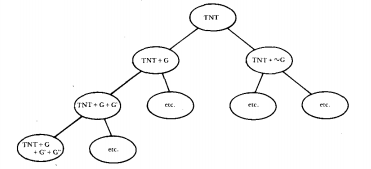 TNT
TNT + G
TNT + ~G
TNT + G + G'
etc.
etc.
etc.
TNT + G
+ G' + G''
etc.